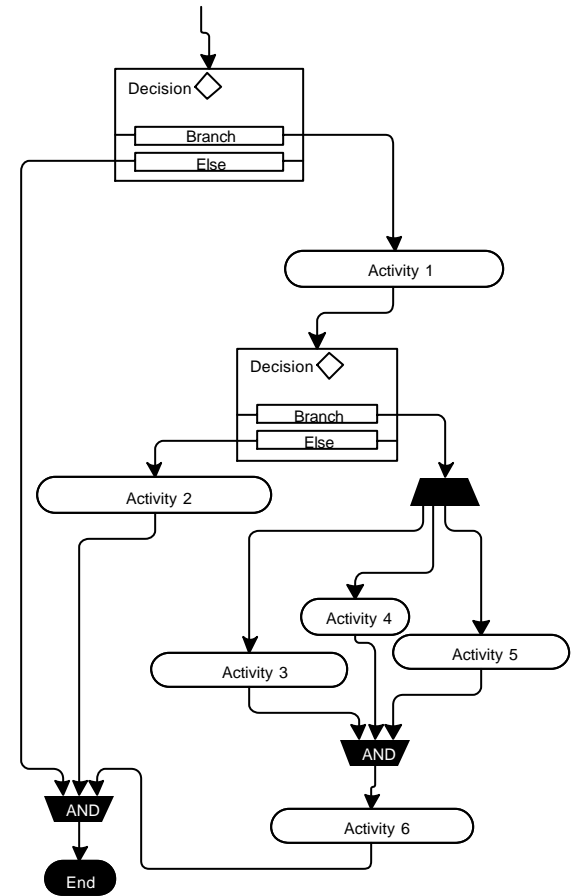 Decision
Branch
Else
Activity 1
Decision
Branch
Else
Activity 2
Activity 4
Activity 5
Activity 3
AND
AND
Activity 6
End